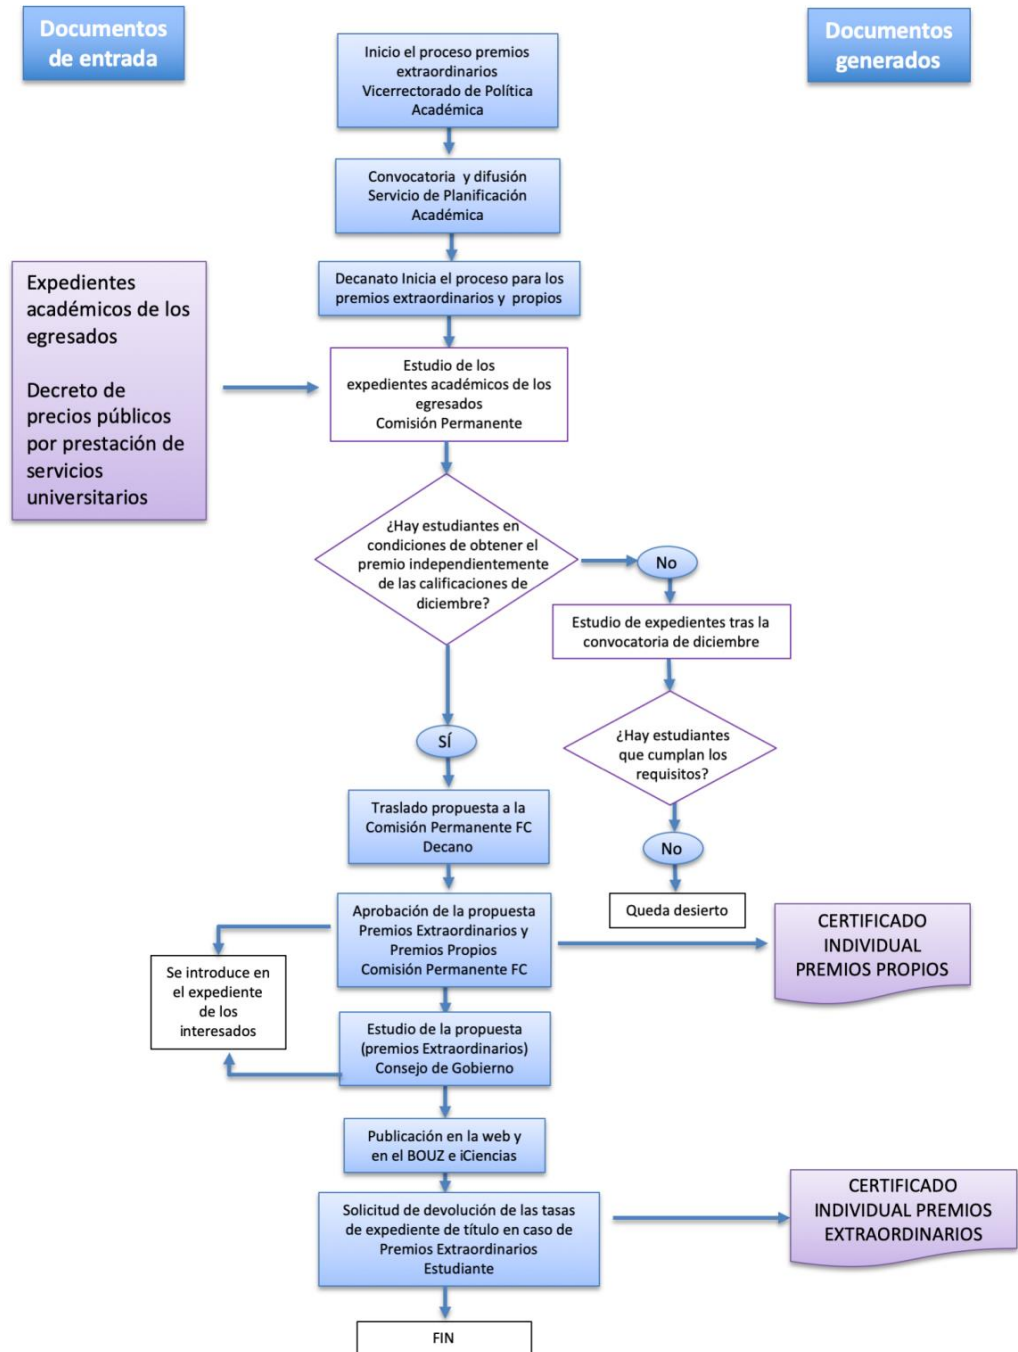 Documentos
de entrada
Documentos
generados
Inicio el proceso premios
extraordinarios
Vicerrectorado de Política
Académica
Convocatoria y difusión
Servicio de Planificación
Académica
Decanato Inicia el proceso para los
premios extraordinarios y propios
Expedientes
académicos de los
egresados
Decreto de
precios públicos
por prestación de
servicios
universitarios
Estudio de los
expedientes académicos de los
egresados
Comisión Permanente
¿Hay estudiantes en
condiciones de obtener el
premio independientemente
de las calificaciones de
diciembre?
No
Estudio de expedientes tras la
convocatoria de diciembre
¿Hay estudiantes
que cumplan los
requisitos?
SÍ
No
Traslado propuesta a la
Comisión Permanente FC
Decano
Queda desierto
Aprobación de la propuesta
Premios Extraordinarios y
Premios Propios
Comisión Permanente FC
CERTIFICADO
INDIVIDUAL
PREMIOS PROPIOS
Se introduce en
el expediente
de los
interesados
Estudio de la propuesta
(premios Extraordinarios)
Consejo de Gobierno
Publicación en la web y
en el BOUZ e iCiencias
Solicitud de devolución de las tasas
de expediente de título en caso de
Premios Extraordinarios
Estudiante
CERTIFICADO
INDIVIDUAL PREMIOS
EXTRAORDINARIOS
FIN